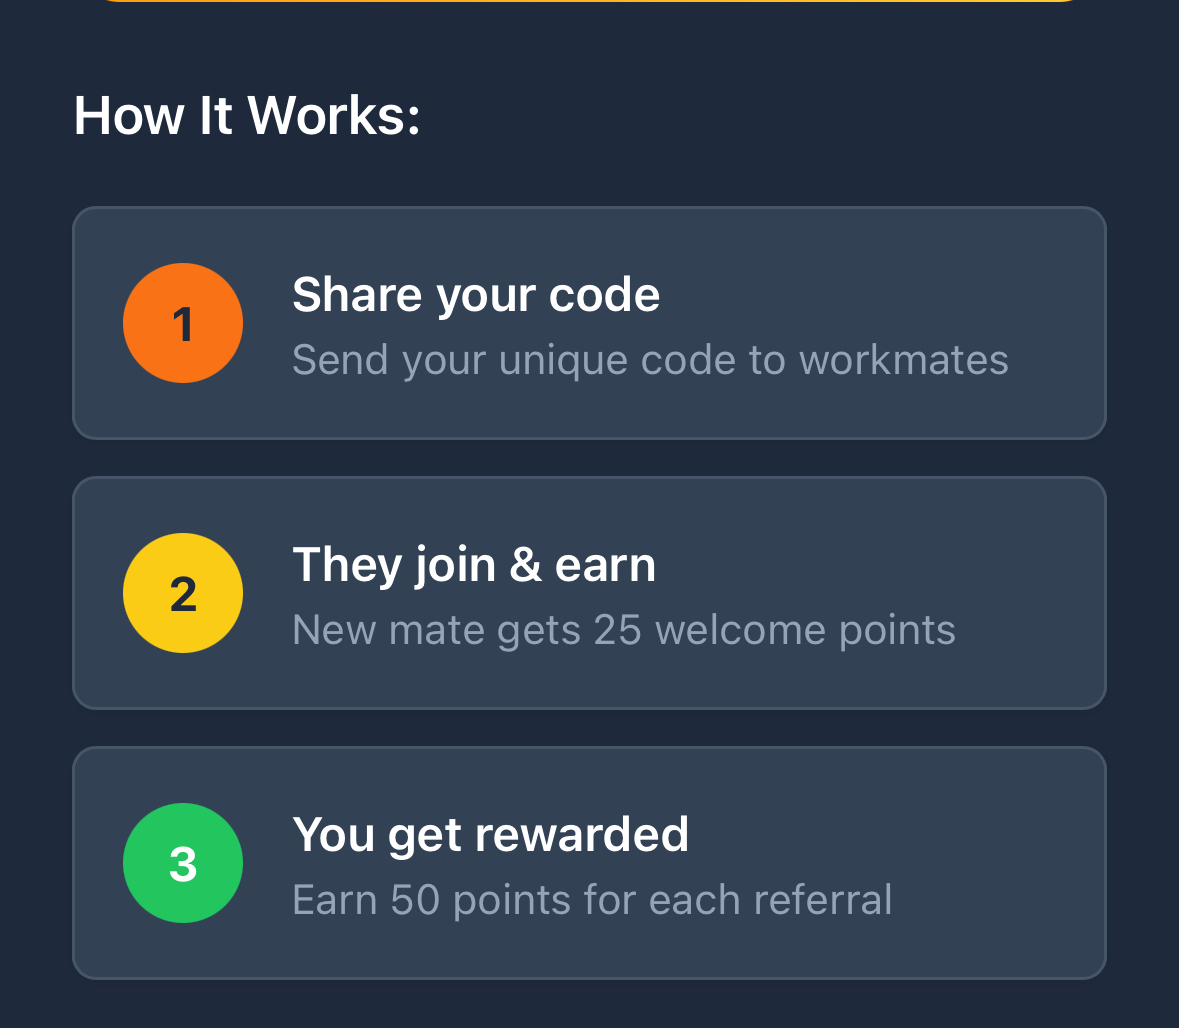 How It Works:
1
Share your code
Send your unique code to workmates
2
They join & earn
New mate gets 25 welcome points
3
You get rewarded
Earn 50 points for each referral